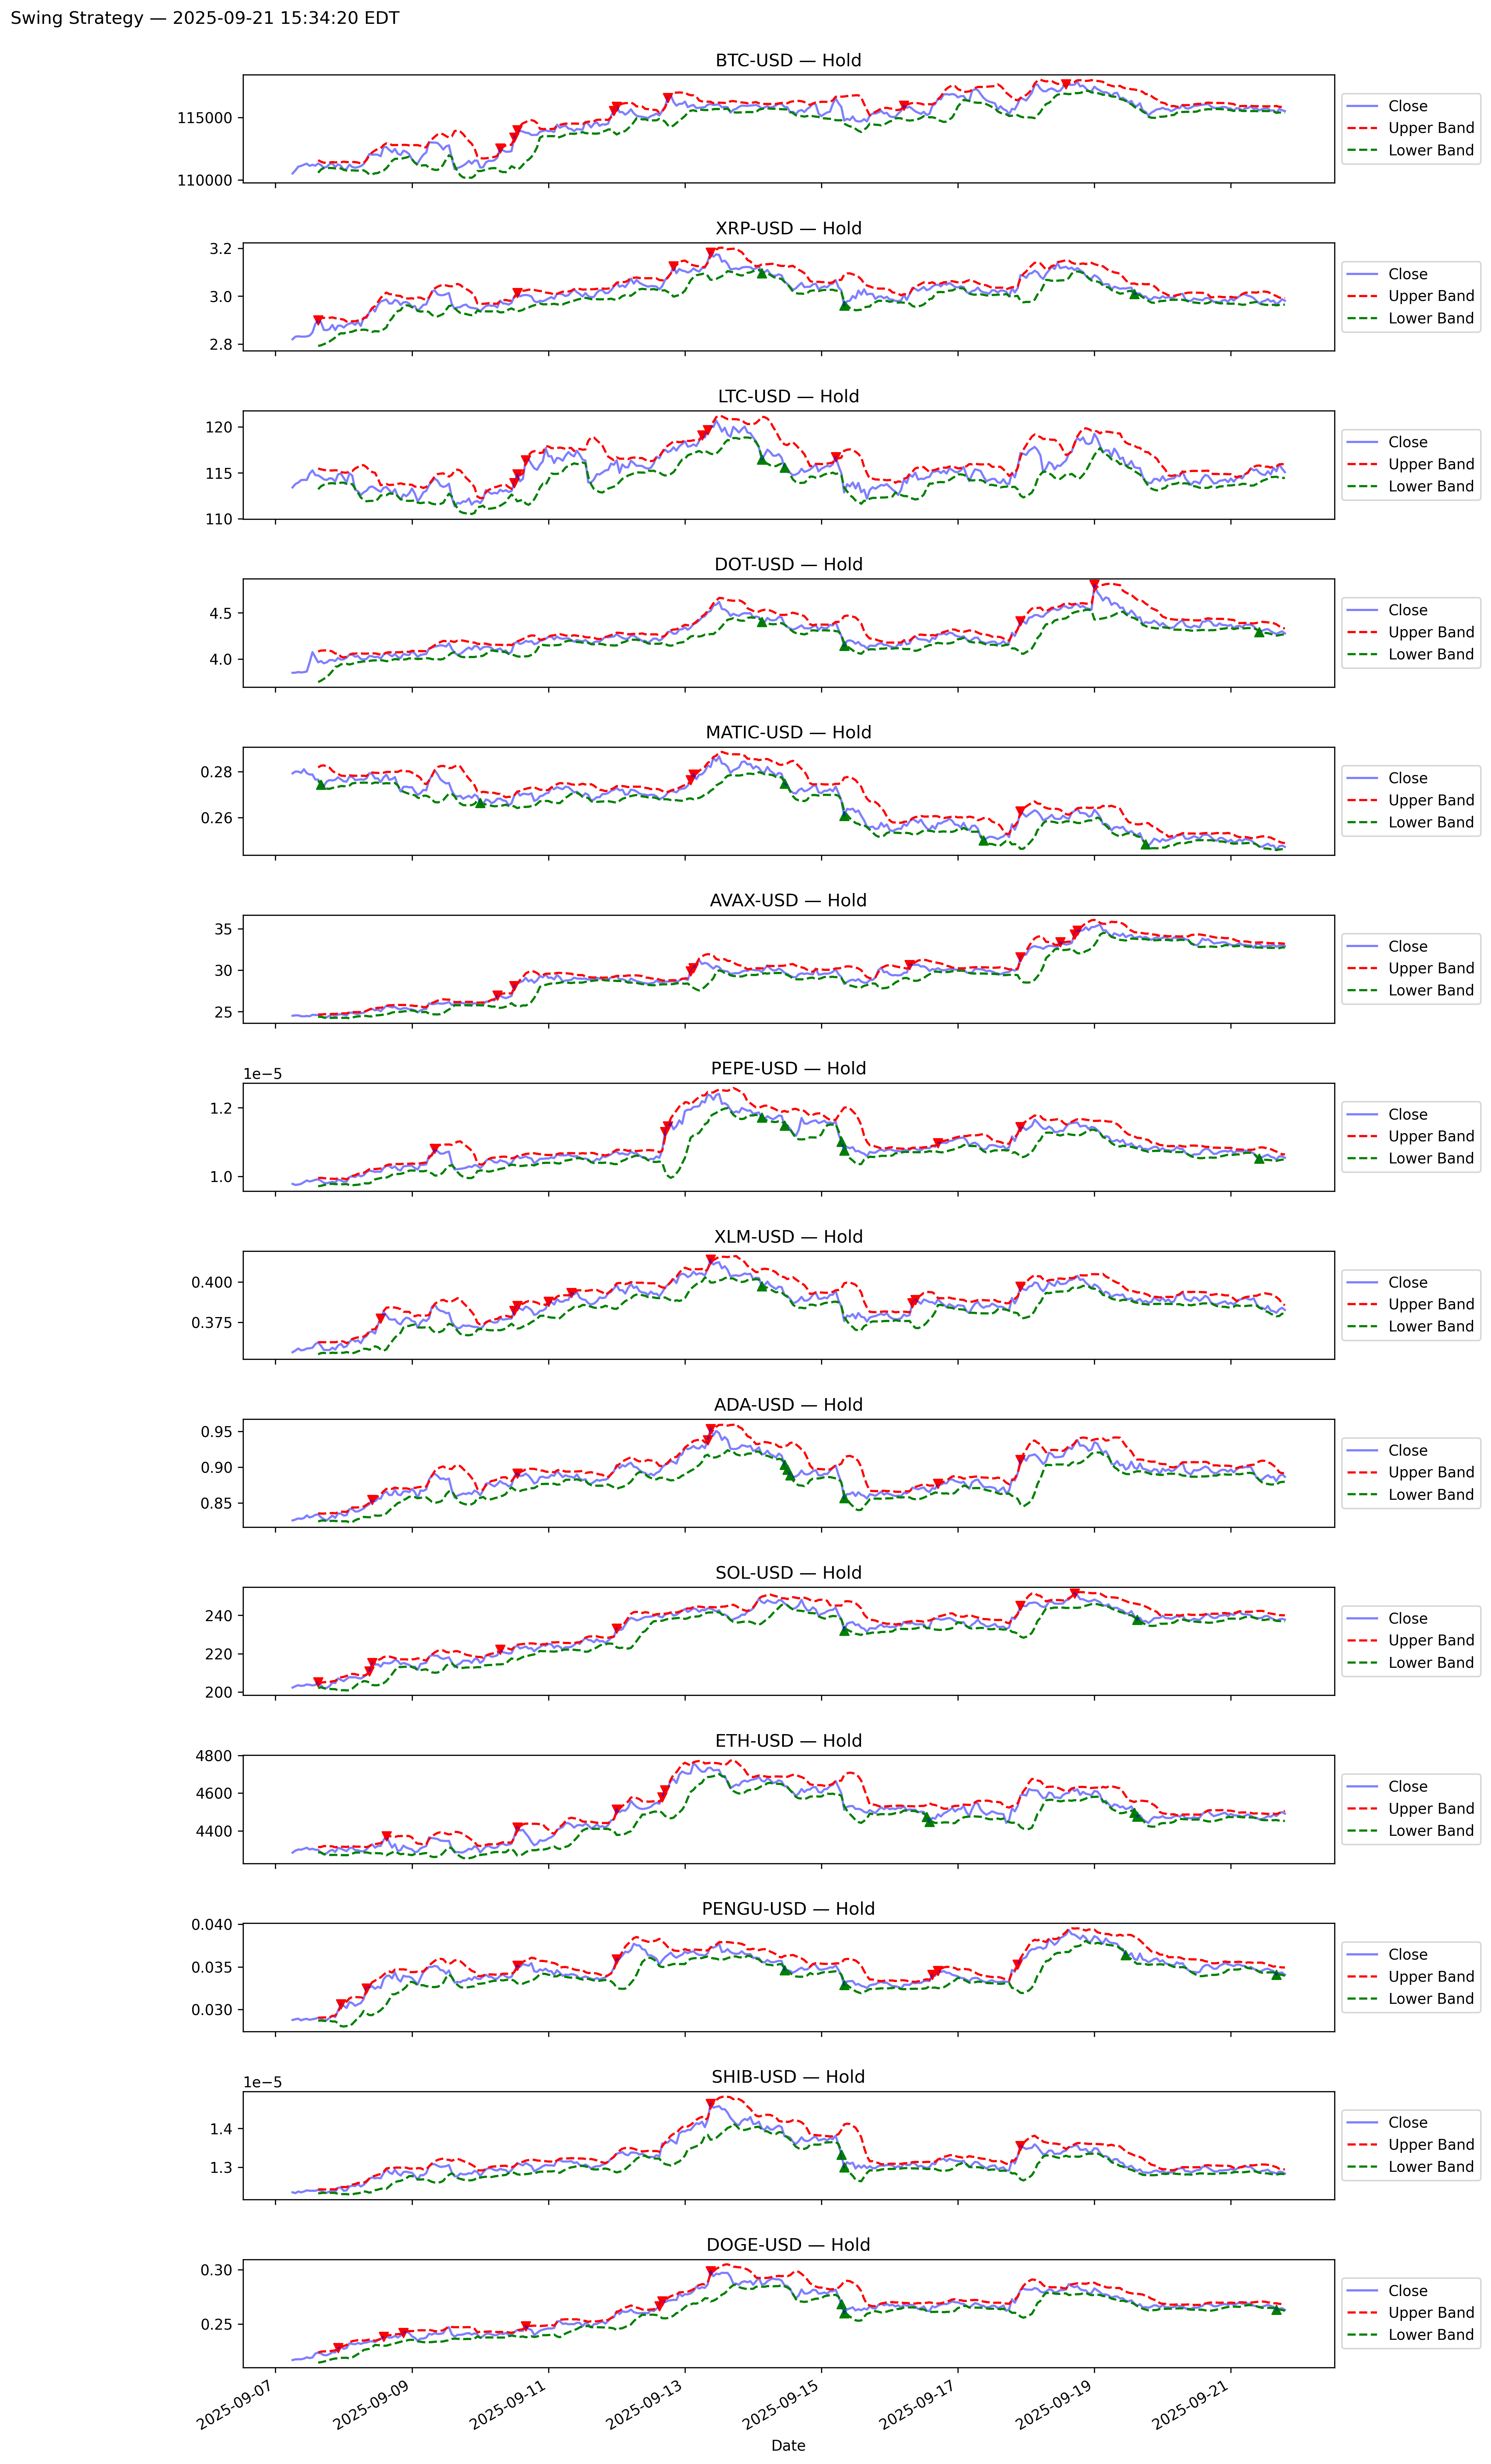 Swing Strategy — 2025-09-21 15:34:20 EDT
BTC-USD — Hold
115000
110000
Close
Upper Band
Lower Band
XRP-USD — Hold
3.2
3.0
2.8
Close
Upper Band
Lower Band
LTC-USD — Hold
120
115
110
Close
Upper Band
Lower Band
DOT-USD — Hold
4.5
4.0
Close
Upper Band
Lower Band
MATIC-USD — Hold
0.28
0.26
Close
Upper Band
Lower Band
AVAX-USD — Hold
35
30
25
Close
Upper Band
Lower Band
PEPE-USD — Hold
1e−5
1.2
1.0
Close
Upper Band
Lower Band
XLM-USD — Hold
0.400
0.375
Close
Upper Band
Lower Band
ADA-USD — Hold
0.95
0.90
0.85
Close
Upper Band
Lower Band
SOL-USD — Hold
240
220
200
Close
Upper Band
Lower Band
ETH-USD — Hold
4800
4600
4400
Close
Upper Band
Lower Band
PENGU-USD — Hold
0.040
0.035
0.030
Close
Upper Band
Lower Band
SHIB-USD — Hold
1e−5
1.4
1.3
Close
Upper Band
Lower Band
DOGE-USD — Hold
0.30
0.25
Close
Upper Band
Lower Band
2025-09-07
2025-09-09
2025-09-11
2025-09-13
2025-09-15
2025-09-17
2025-09-19
2025-09-21
Date